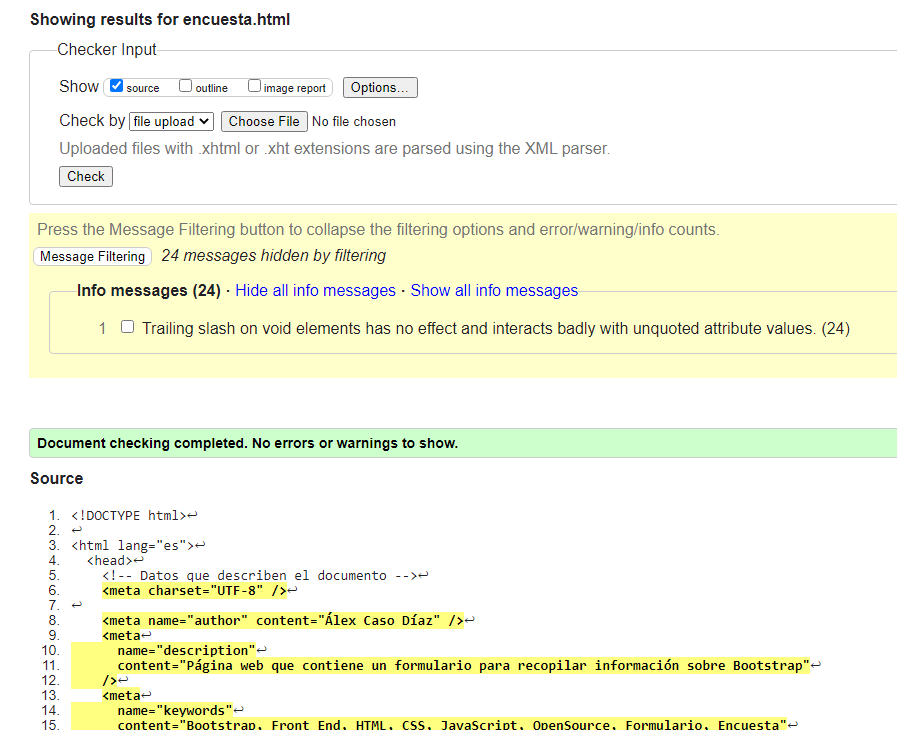 Showing results for encuesta.html
Checker Input
Show source outline image report Options...
Check by file upload Choose File No file chosen
Uploaded files with .xhtml or .xht extensions are parsed using the XML parser.
Check
Press the Message Filtering button to collapse the filtering options and error/warning/info counts.
Message Filtering 24 messages hidden by filtering
Info messages (24) · Hide all info messages · Show all info messages
1 Trailing slash on void elements has no effect and interacts badly with unquoted attribute values. (24)
Document checking completed. No errors or warnings to show.
Source
1. <!DOCTYPE html>↩
2. ↩
3. <html lang="es">↩
4. <head>↩
5. <!-- Datos que describen el documento -->↩
6. <meta charset="UTF-8" />↩
7. ↩
8. <meta name="author" content="Álex Caso Díaz" />↩
9. <meta↩
10. name="description"↩
11. content="Página web que contiene un formulario para recopilar información sobre Bootstrap"↩
12. />↩
13. <meta↩
14. name="keywords"↩
15. content="Bootstrap, Front End, HTML, CSS, JavaScript, OpenSource, Formulario, Encuesta"↩